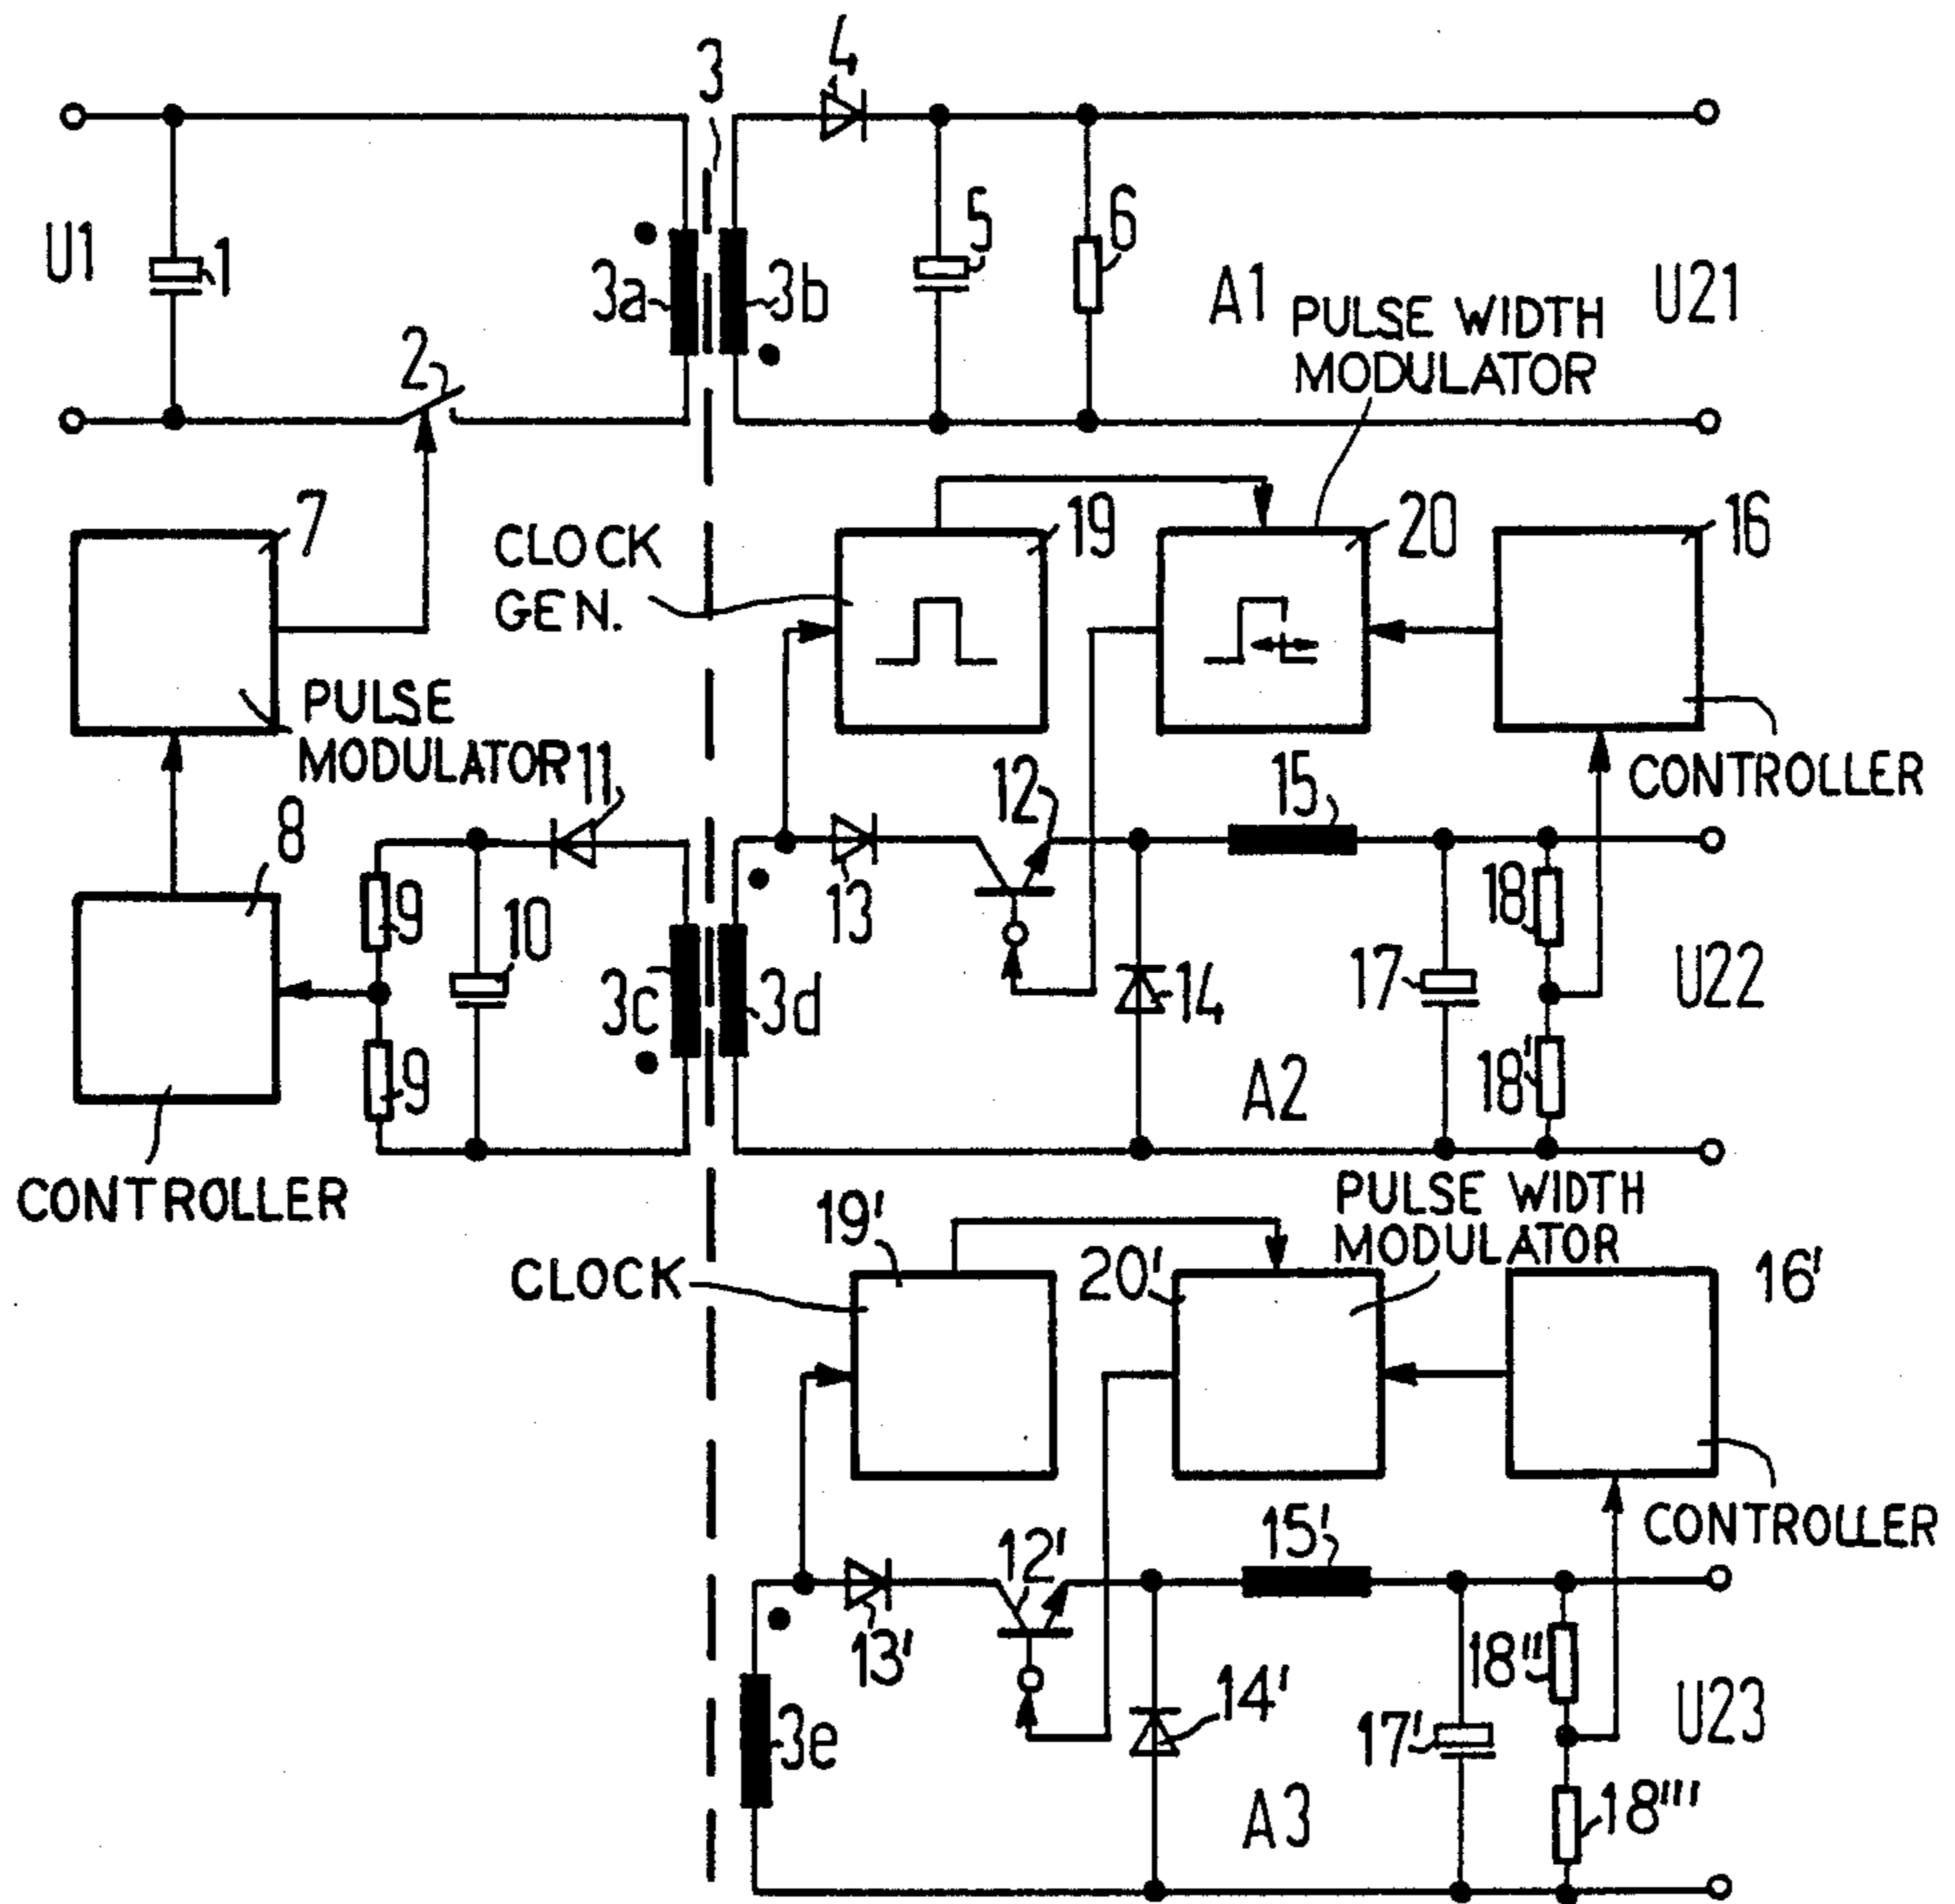 3
4
U1
1
3a
3b
5
6
A1
U21
2
PULSE WIDTH
MODULATOR
7
CLOCK
GEN.
19
20
16
PULSE
MODULATOR
11
12
15
CONTROLLER
8
9
10
13
18
3c
3d
14
17
U22
9
18'
A2
CONTROLLER
19'
PULSE WIDTH
MODULATOR
CLOCK
20'
16'
12'
15'
CONTROLLER
13'
14'
18''
3e
17'
U23
A3
18'''